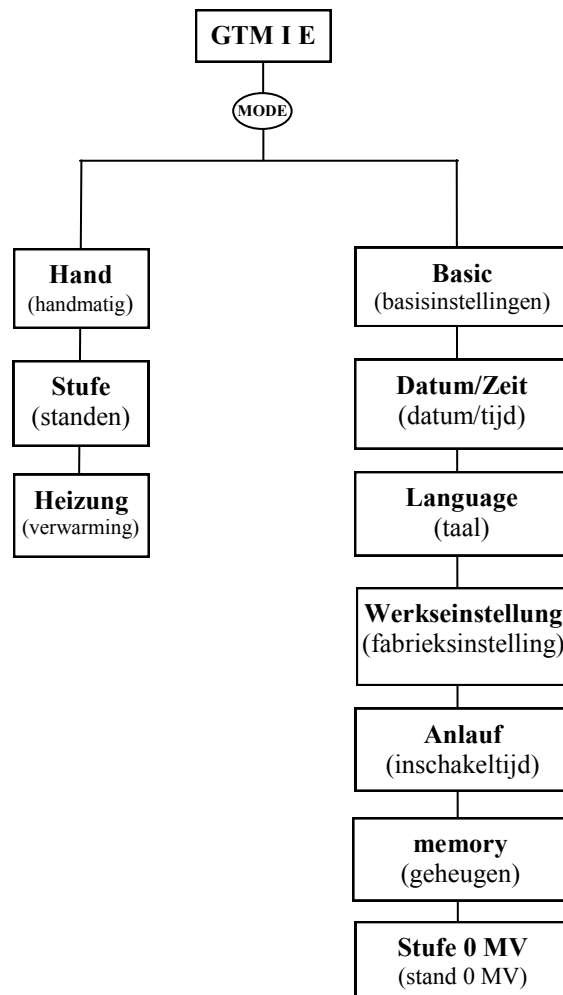 GTM I E
MODE
Hand
(handmatig)
Stufe
(standen)
Heizung
(verwarming)
Basic
(basisinstellingen)
Datum/Zeit
(datum/tijd)
Language
(taal)
Werkseinstellung
(fabrieksinstelling)
Anlauf
(inschakeltijd)
memory
(geheugen)
Stufe 0 MV
(stand 0 MV)